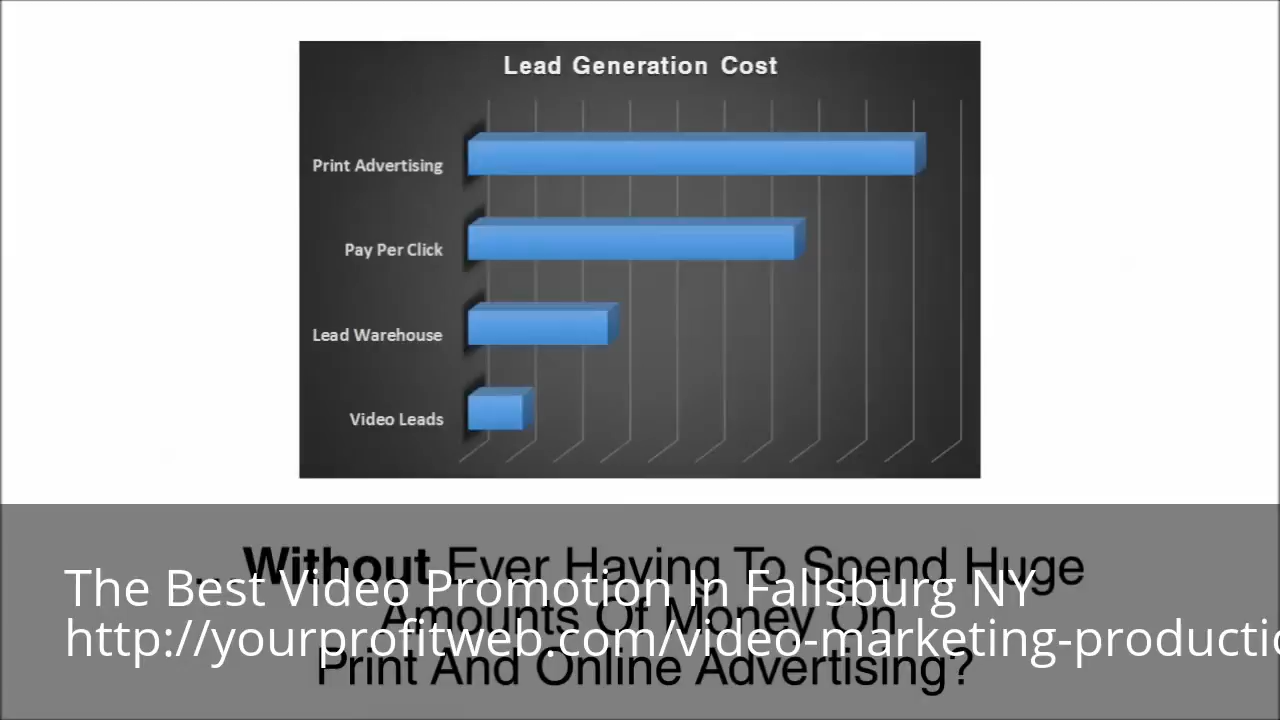 Lead Generation Cost
Print Advertising
Pay Per Click
Lead Warehouse
Video Leads
...Without Ever Having To Spend Huge
The Best Video Promotion In Fallsburg NY
Amounts Of Money On
http://yourprofitweb.com/video-marketing-productio
Print And Online Advertising?